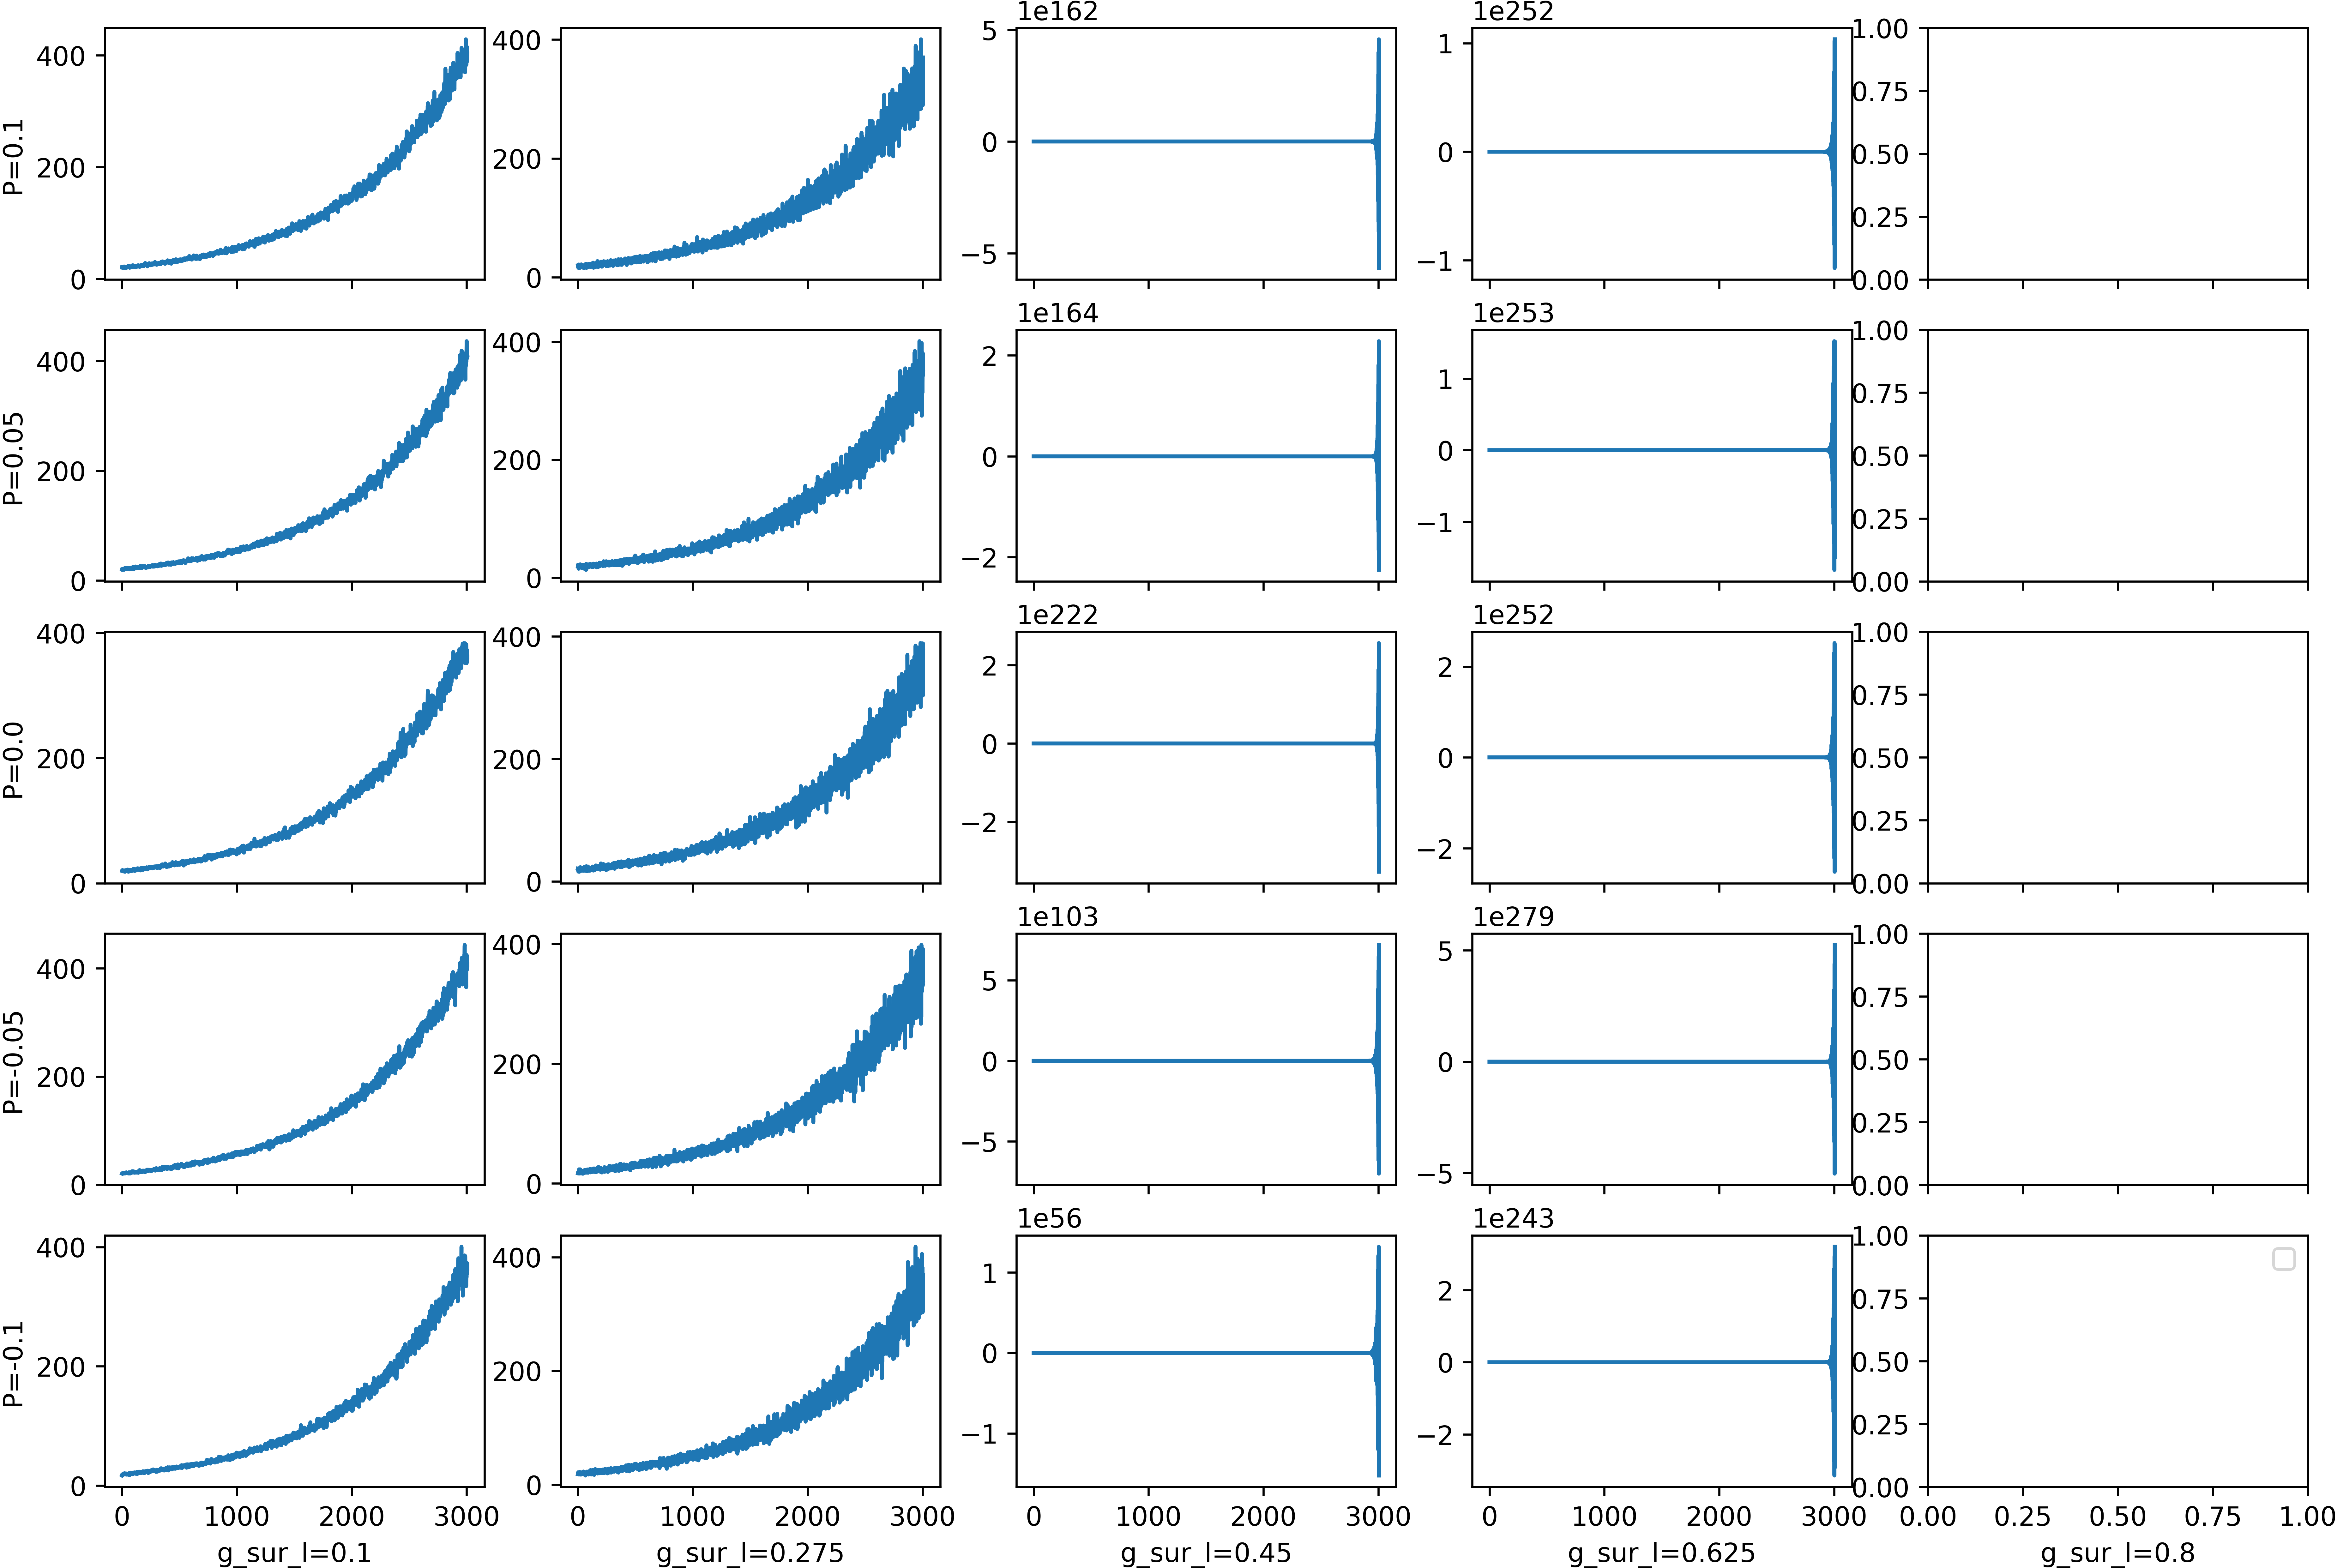 1e162 1e252
400 200 0 400 200 0 5 0 −5 1 0 −1 1.00 0.75 0.50 0.25 0.00
P=0.1
1e164 1e253
400 200 0 400 200 0 2 0 −2 1 0 −1 1.00 0.75 0.50 0.25 0.00
P=0.05
1e222 1e252
400 200 0 400 200 0 2 0 −2 2 0 −2 1.00 0.75 0.50 0.25 0.00
P=0.0
1e103 1e279
400 200 0 400 200 0 5 0 −5 5 0 −5 1.00 0.75 0.50 0.25 0.00
P=-0.05
1e56 1e243
400 200 0 400 200 0 1 0 −1 2 0 −2 1.00 0.75 0.50 0.25 0.00
P=-0.1
0 1000 2000 3000 0 1000 2000 3000 0 1000 2000 3000 0 1000 2000 3000 0.00 0.25 0.50 0.75 1.00
g_sur_l=0.1 g_sur_l=0.275 g_sur_l=0.45 g_sur_l=0.625 g_sur_l=0.8